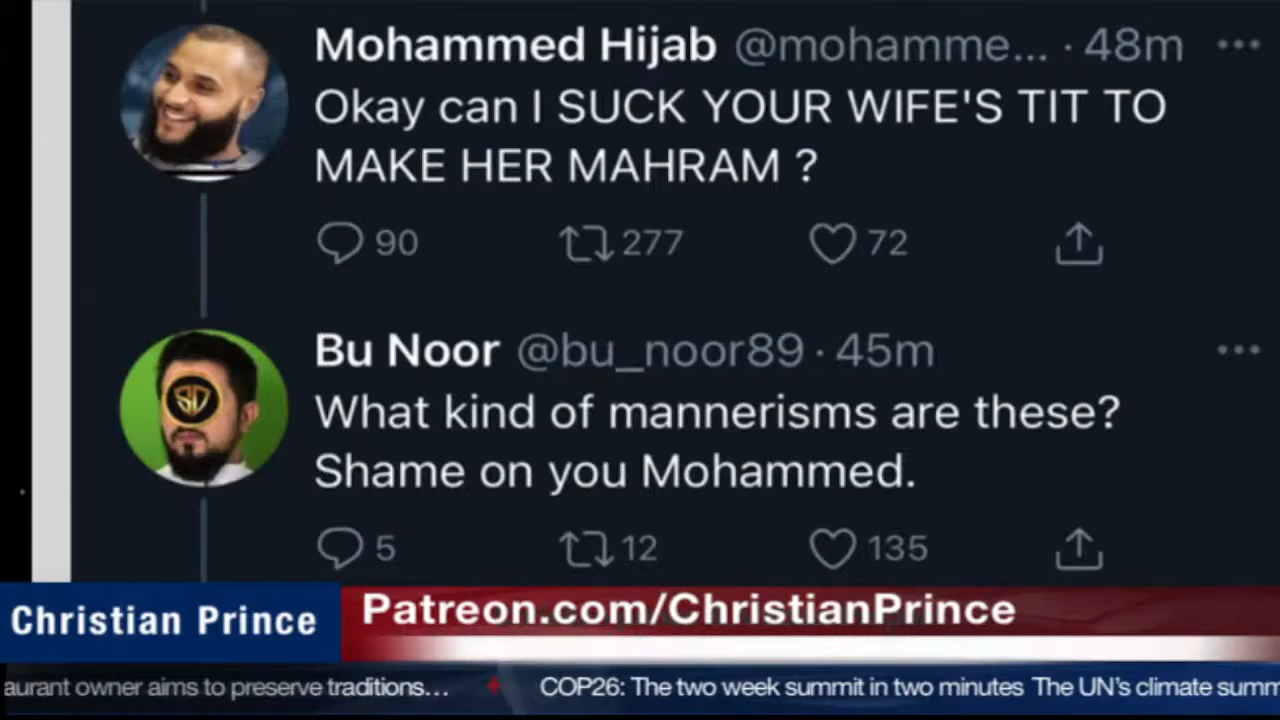 Mohammed Hijab @mohamme... · 48m
Okay can I SUCK YOUR WIFE'S TIT TO
MAKE HER MAHRAM ?
90 277 72
Bu Noor @bu_noor89 · 45m
What kind of mannerisms are these?
Shame on you Mohammed.
5 12 135
Christian Prince
Patreon.com/ChristianPrince
aurant owner aims to preserve traditions... COP26: The two week summit in two minutes The UN's climate summ